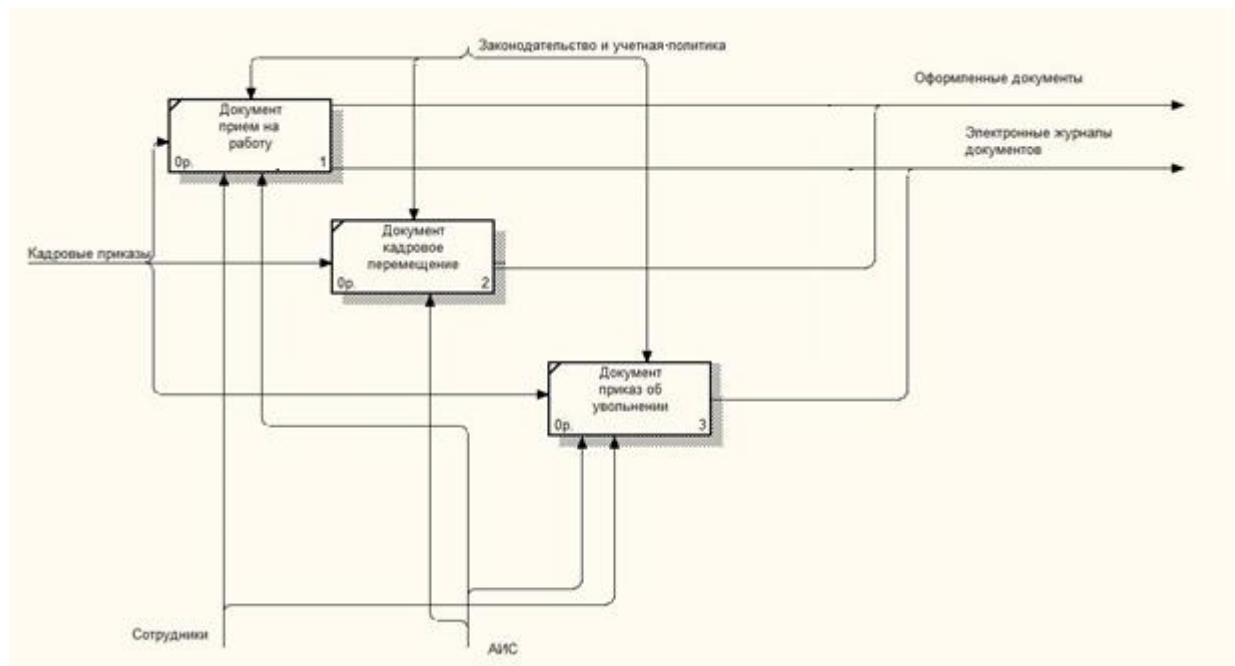 Законодательство и учетная-политика
Оформленные документы
Документ
прием на
работу
0р.
1
Электронные журналы
документов
Кадровые приказы
Документ
кадровое
перемещение
0р.
2
Документ
приказ об
увольнении
0р.
3
Сотрудники
АИС